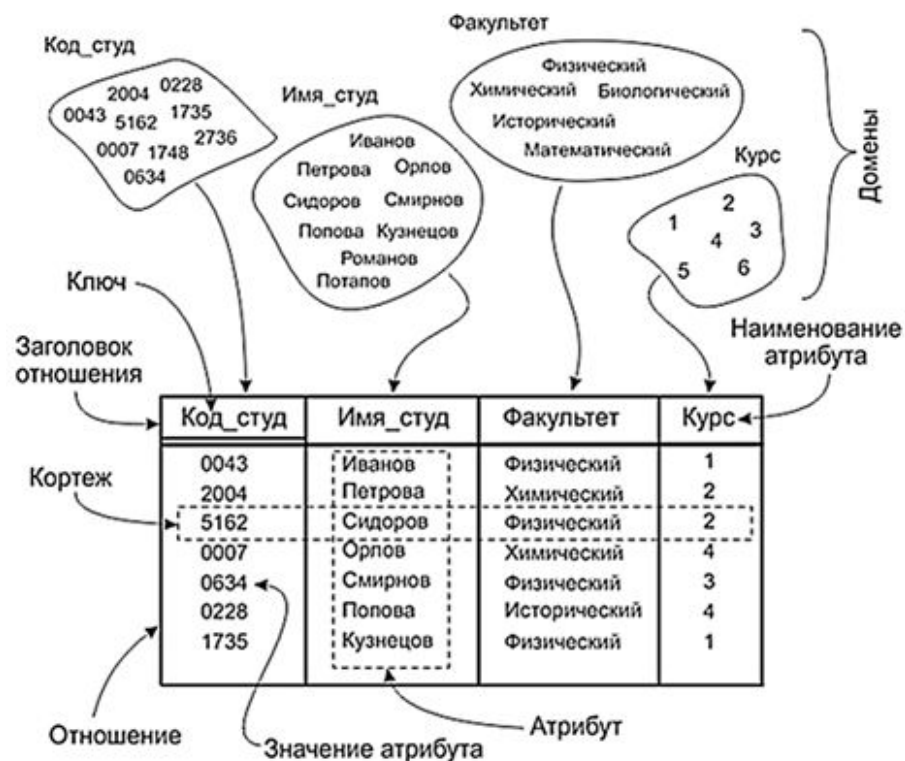 Код_студ
2004 0228
0043 5162 1735
0007 1748 2736
0634
Имя_студ
Иванов
Петрова Орлов
Сидоров Смирнов
Попова Кузнецов
Романов
Потапов
Факультет
Физический
Химический Биологический
Исторический
Математический
Курс
1 2 3
4
5 6
Домены
Ключ
Заголовок
отношения
Наименование
атрибута
Код_студ Имя_студ Факультет Курс
0043 Иванов Физический 1
2004 Петрова Химический 2
5162 Сидоров Физический 2
0007 Орлов Химический 4
0634 Смирнов Физический 3
0228 Попова Исторический 4
1735 Кузнецов Физический 1
Кортеж
Отношение
Значение атрибута
Атрибут